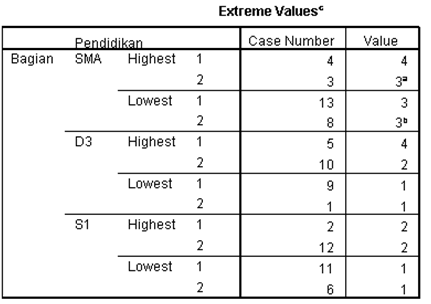 Extreme Valuesᶜ
Pendidikan Case Number Value
Bagian SMA Highest 1 4 4
2 3 3ᵃ
Lowest 1 13 3
2 8 3ᵇ
D3 Highest 1 5 4
2 10 2
Lowest 1 9 1
2 1 1
S1 Highest 1 2 2
2 12 2
Lowest 1 11 1
2 6 1